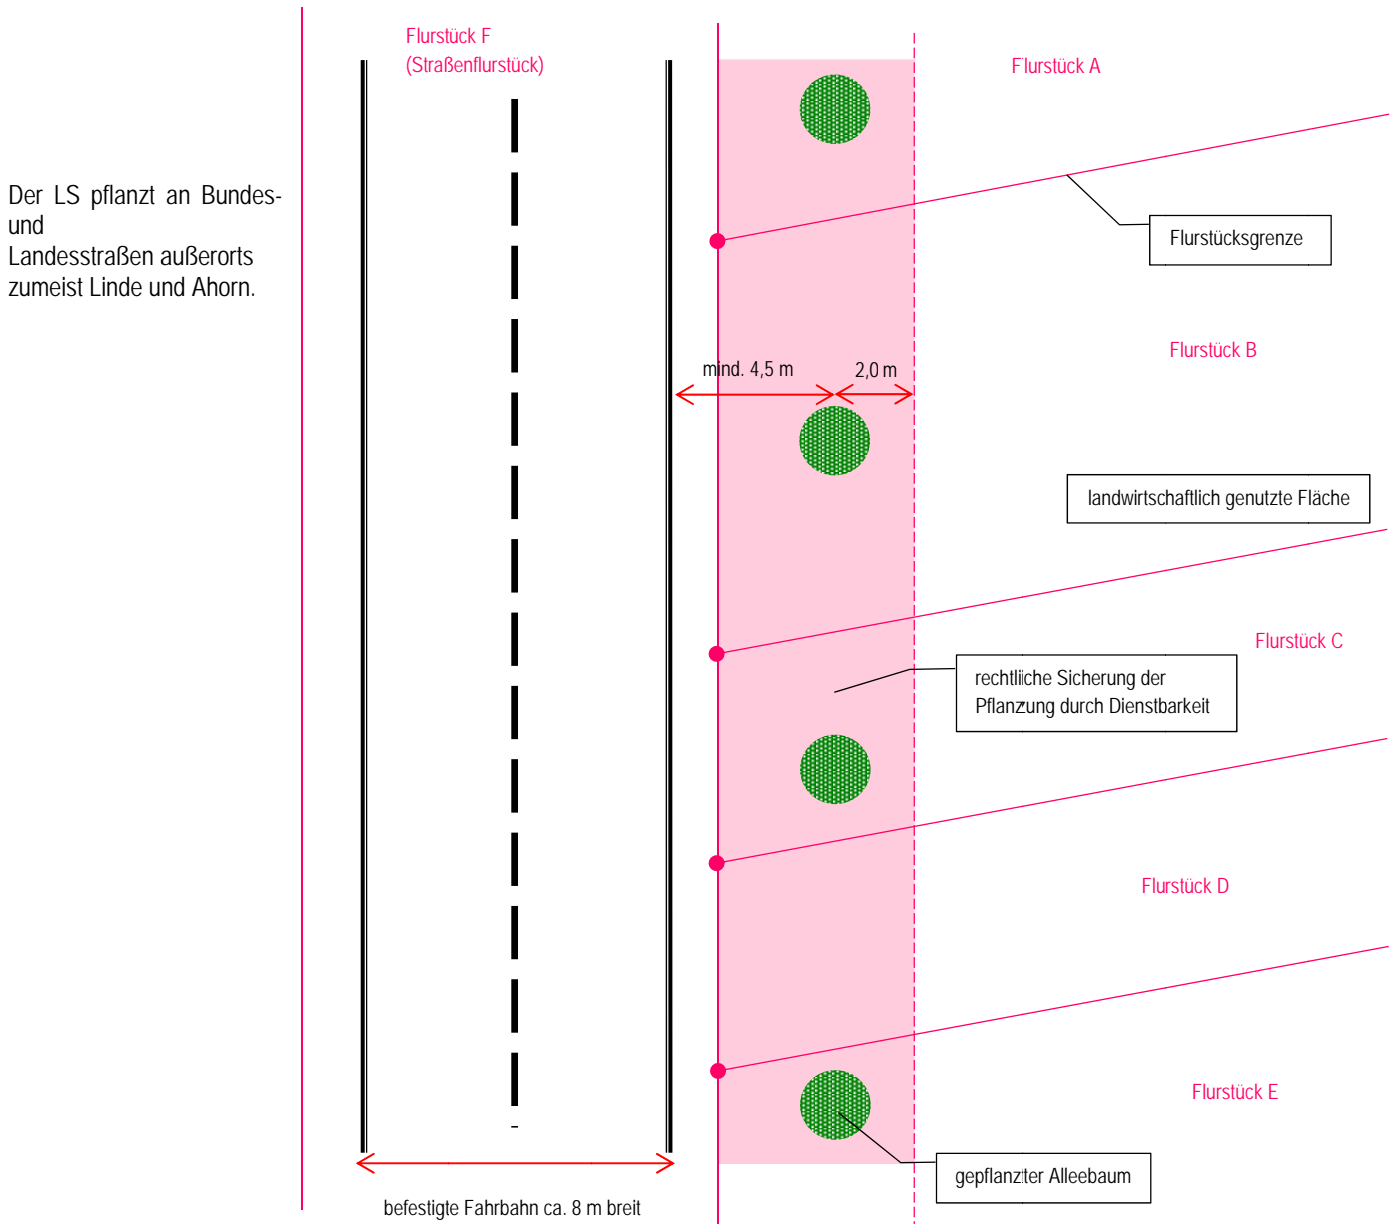 Flurstück F
(Straßenflurstück)
Flurstück A
Der LS pflanzt an Bundes-
und
Landesstraßen außerorts
zumeist Linde und Ahorn.
Flurstücksgrenze
Flurstück B
mind. 4,5 m
2,0 m
landwirtschaftlich genutzte Fläche
Flurstück C
rechtliche Sicherung der
Pflanzung durch Dienstbarkeit
Flurstück D
Flurstück E
gepflanzter Alleebaum
befestigte Fahrbahn ca. 8 m breit